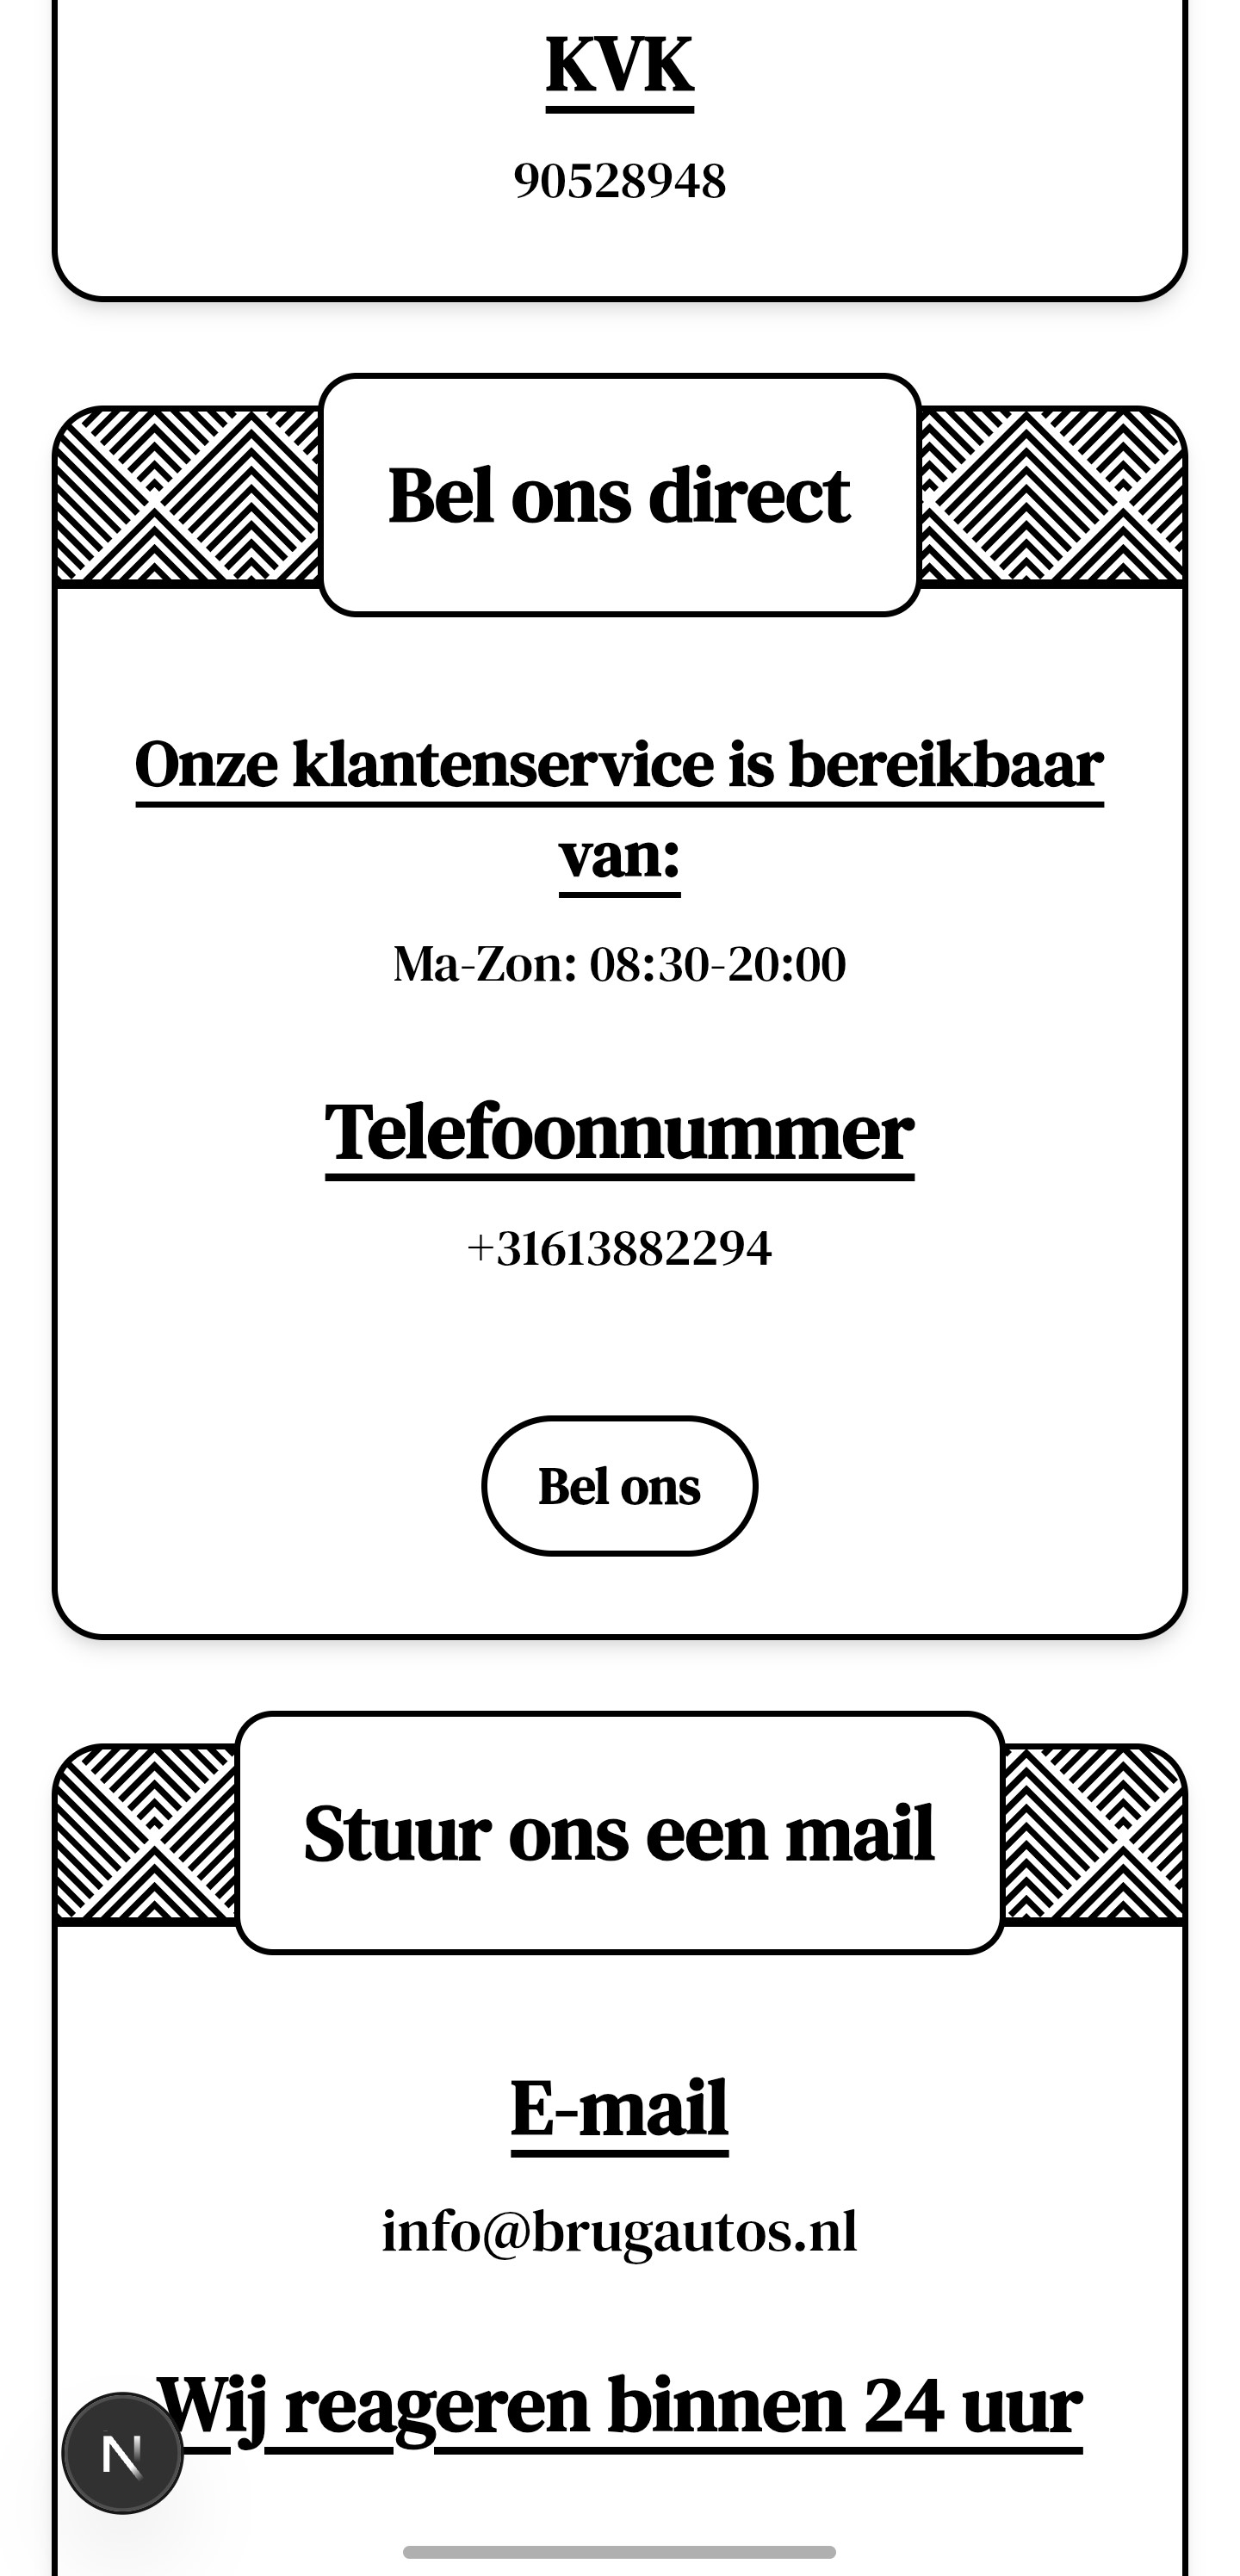 KVK
90528948
Bel ons direct
Onze klantenservice is bereikbaar
van:
Ma-Zon: 08:30-20:00
Telefoonnummer
+31613882294
Bel ons
Stuur ons een mail
E-mail
info@brugautos.nl
Wij reageren binnen 24 uur
N